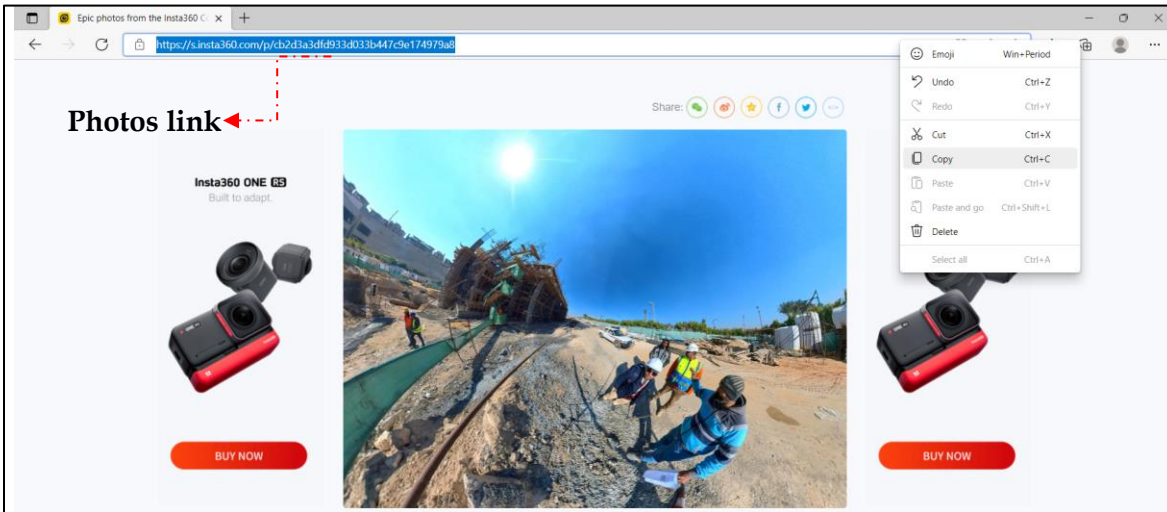 Epic photos from the Insta360 C
https://s.insta360.com/p/cb2d3a3dfd933d033b447c9e174979a8
Photos link
Share:
Insta360 ONE RS
Built to adapt.
BUY NOW
BUY NOW
Emoji Win+Period
Undo Ctrl+Z
Redo Ctrl+Y
Cut Ctrl+X
Copy Ctrl+C
Paste Ctrl+V
Paste and go Ctrl+Shift+L
Delete
Select all Ctrl+A